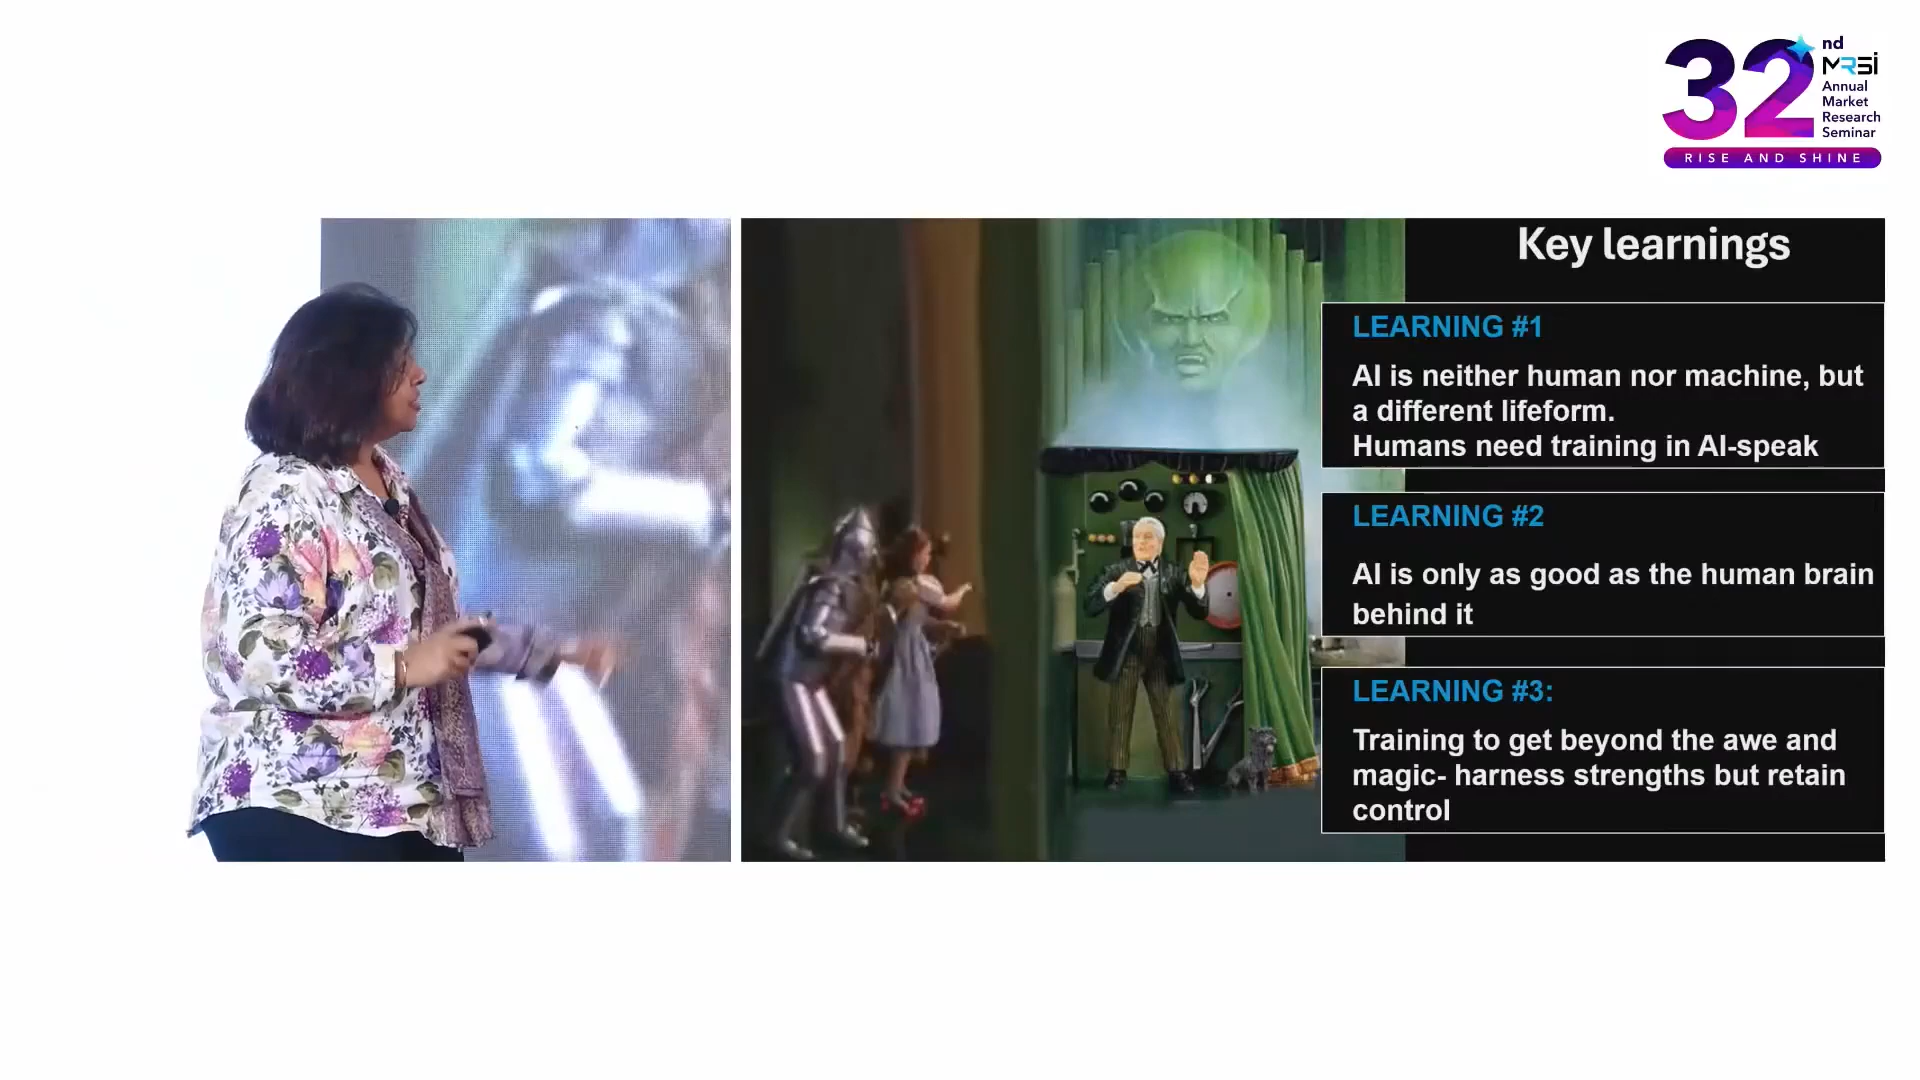 32nd
MRSI
Annual
Market
Research
Seminar
RISE AND SHINE
Key learnings
LEARNING #1
AI is neither human nor machine, but
a different lifeform.
Humans need training in AI-speak
LEARNING #2
AI is only as good as the human brain
behind it
LEARNING #3:
Training to get beyond the awe and
magic- harness strengths but retain
control